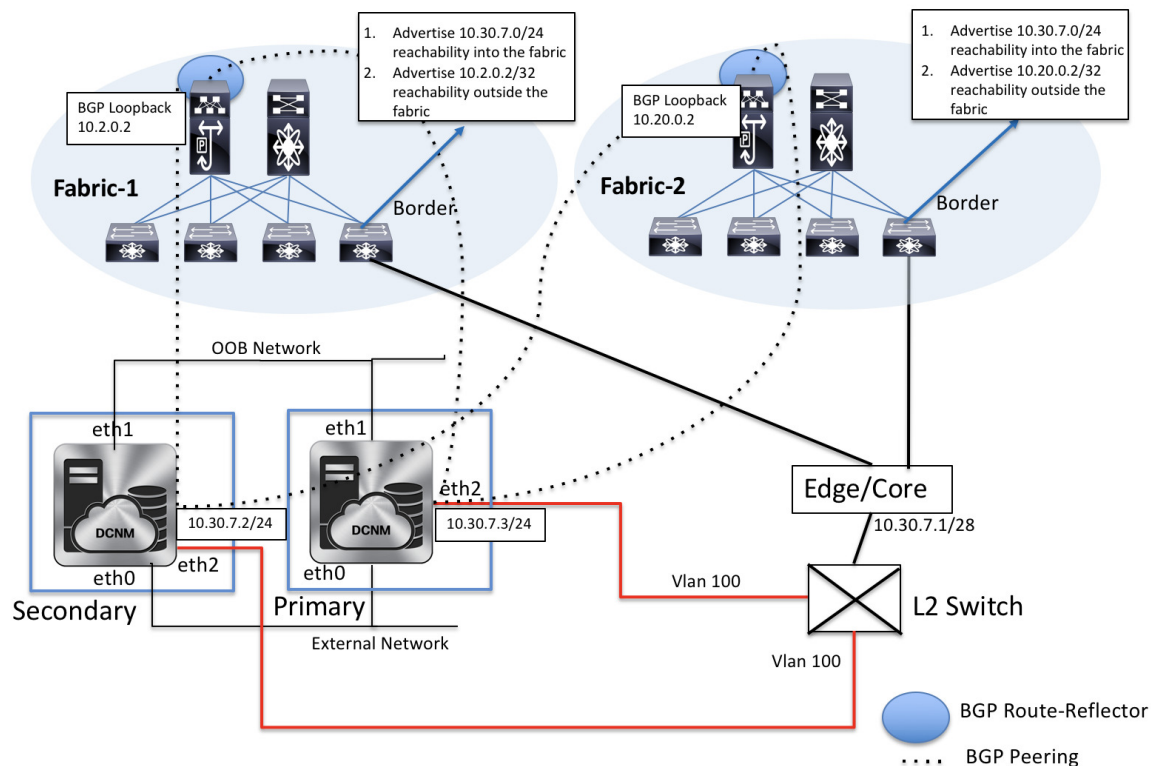 1. Advertise 10.30.7.0/24
reachability into the fabric
2. Advertise 10.2.0.2/32
reachability outside the
fabric
1. Advertise 10.30.7.0/24
reachability into the fabric
2. Advertise 10.20.0.2/32
reachability outside the
fabric
BGP Loopback
10.2.0.2
P
BGP Loopback
10.20.0.2
P
Fabric-1
Border
Fabric-2
Border
OOB Network
eth1
DCNM
10.30.7.2/24
eth0
eth2
Secondary
eth1
eth2
DCNM
10.30.7.3/24
eth0
Primary
External Network
Edge/Core
10.30.7.1/28
Vlan 100
L2 Switch
Vlan 100
BGP Route-Reflector
BGP Peering